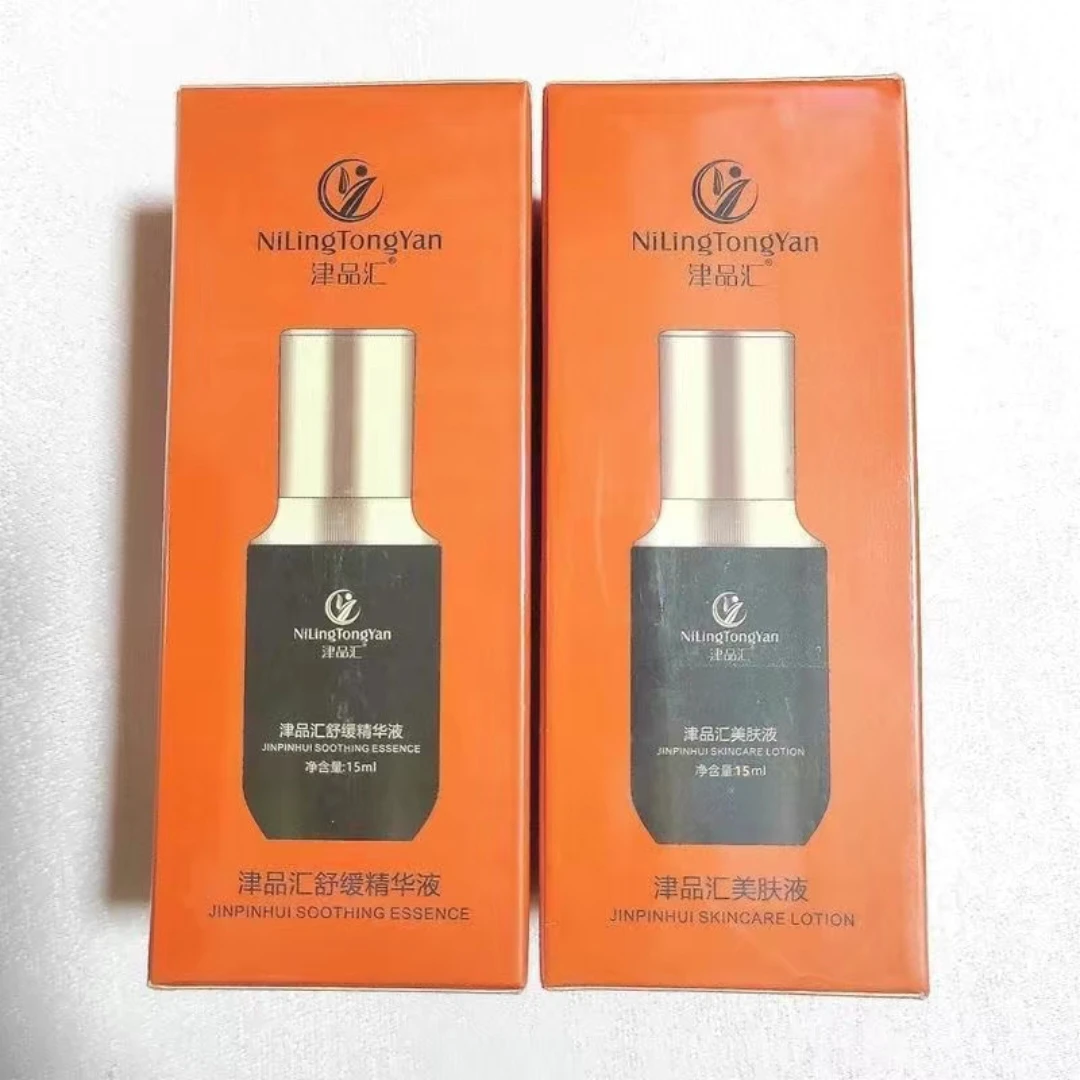 NiLingTongYan
津品汇®
NiLingTongYan
津品汇
津品汇舒缓精华液
JINPINHUI SOOTHING ESSENCE
净含量:15ml
津品汇舒缓精华液
JINPINHUI SOOTHING ESSENCE
NiLingTongYan
津品汇®
NiLingTongYan
津品汇
津品汇美肤液
JINPINHUI SKINCARE LOTION
净含量:15ml
津品汇美肤液
JINPINHUI SKINCARE LOTION